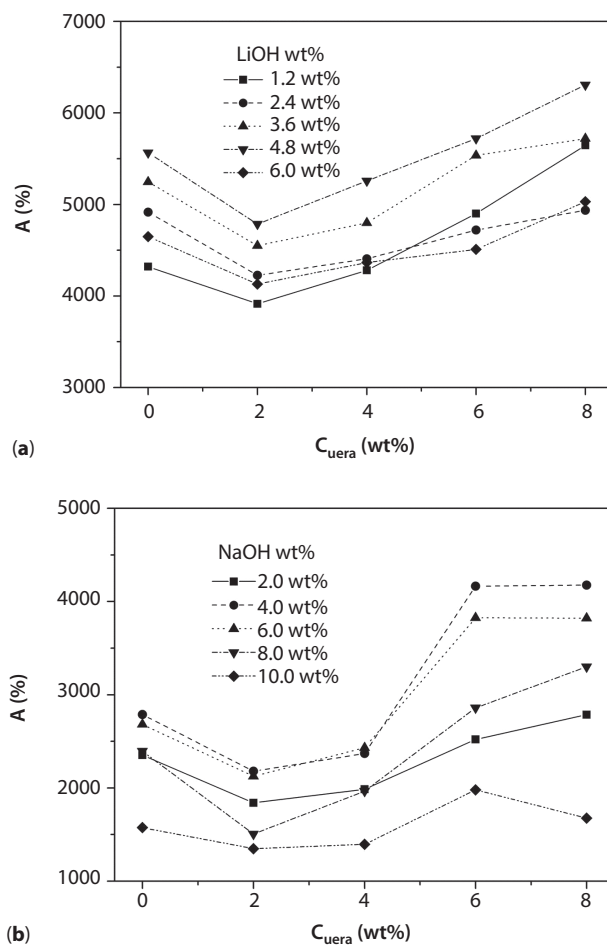 7000
6000
5000
4000
3000
A (%)
LiOH wt%
1.2 wt%
2.4 wt%
3.6 wt%
4.8 wt%
6.0 wt%
0 2 4 6 8
C_uera (wt%)
(a)
5000
4000
3000
2000
1000
A (%)
NaOH wt%
2.0 wt%
4.0 wt%
6.0 wt%
8.0 wt%
10.0 wt%
0 2 4 6 8
C_uera (wt%)
(b)